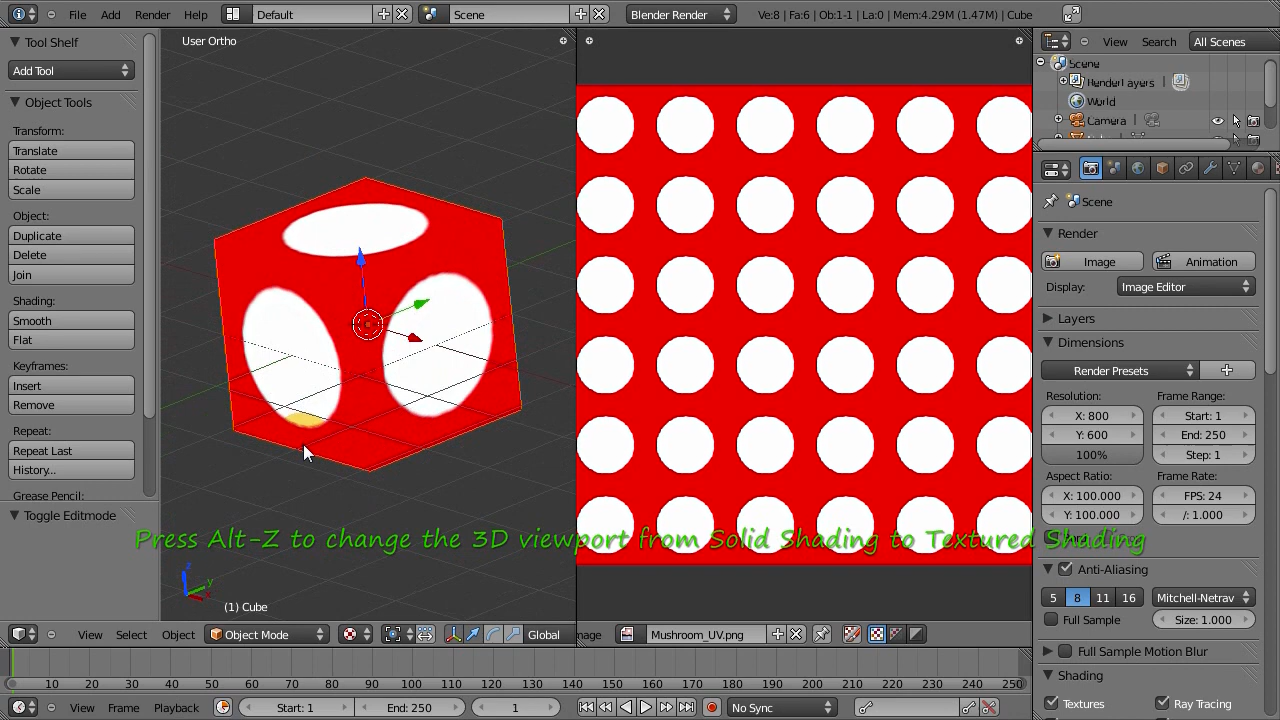 File Add Render Help Default Scene Blender Render Ve:8 | Fa:6 | Ob:1-1 | La:0 | Mem:4.29M (1.47M) | Cube
Tool Shelf
Add Tool
Object Tools
Transform:
Translate
Rotate
Scale
Object:
Duplicate
Delete
Join
Shading:
Smooth
Flat
Keyframes:
Insert
Remove
Repeat:
Repeat Last
History...
Grease Pencil:
Toggle Editmode
User Ortho
(1) Cube
Press Alt-Z to change the 3D viewport from Solid Shading to Textured Shading
View Select Object Object Mode Global
mage Mushroom_UV.png
View Search All Scenes
Scene
RenderLayers
World
Camera
Scene
Render
Image Animation
Display: Image Editor
Layers
Dimensions
Render Presets
Resolution: Frame Range:
X: 800 Start: 1
Y: 600 End: 250
100% Step: 1
Aspect Ratio: Frame Rate:
X: 100.000 FPS: 24
Y: 100.000 /: 1.000
Anti-Aliasing
5 8 11 16 Mitchell-Netrav
Full Sample Size: 1.000
Full Sample Motion Blur
Shading
Textures Ray Tracing
10 20 30 40 50 60 70 80 90 100 110 120 130 140 150 160 170 180 190 200 210 220 230 240 250
View Frame Playback Start: 1 End: 250 1 No Sync